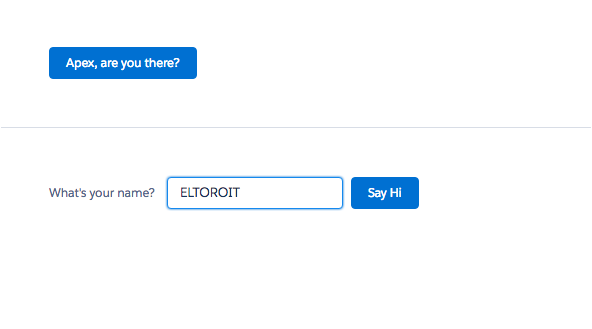 Apex, are you there?
What's your name? ELTOROIT Say Hi